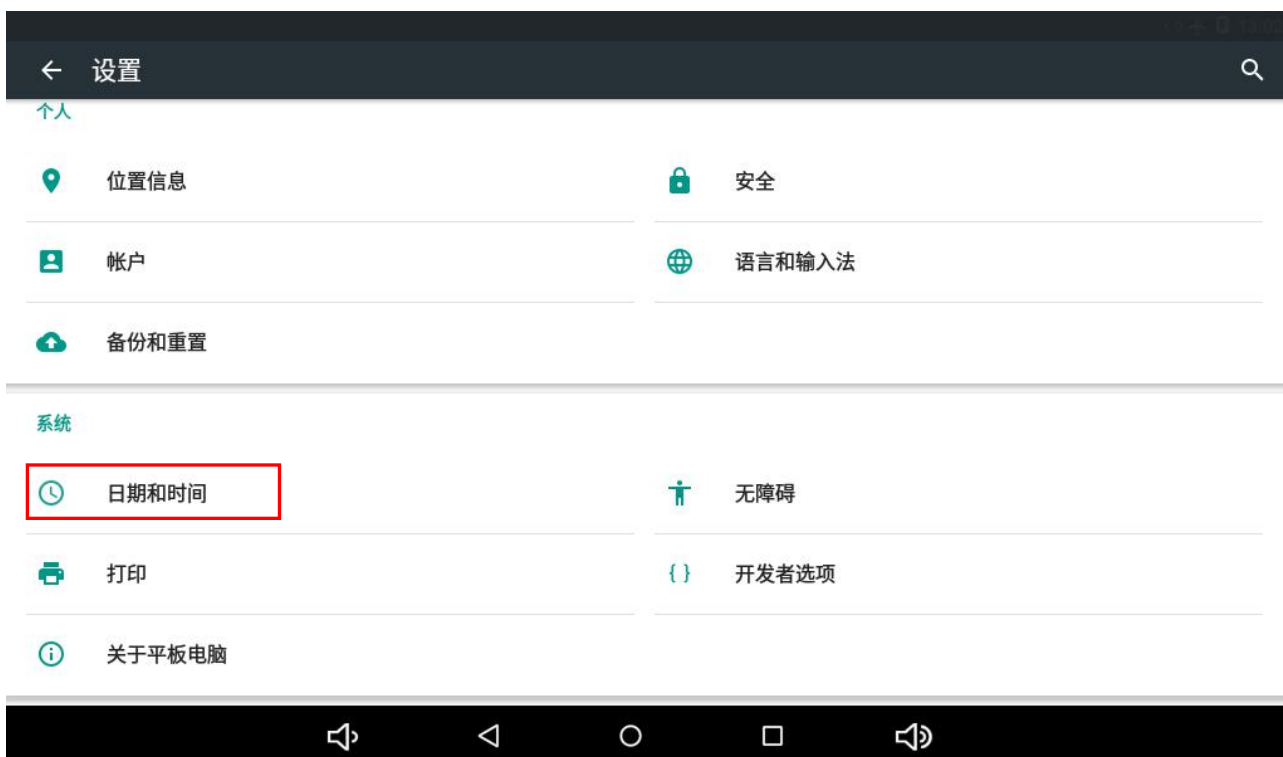 设置
个人
位置信息
安全
帐户
语言和输入法
备份和重置
系统
日期和时间
无障碍
打印
{ } 开发者选项
关于平板电脑